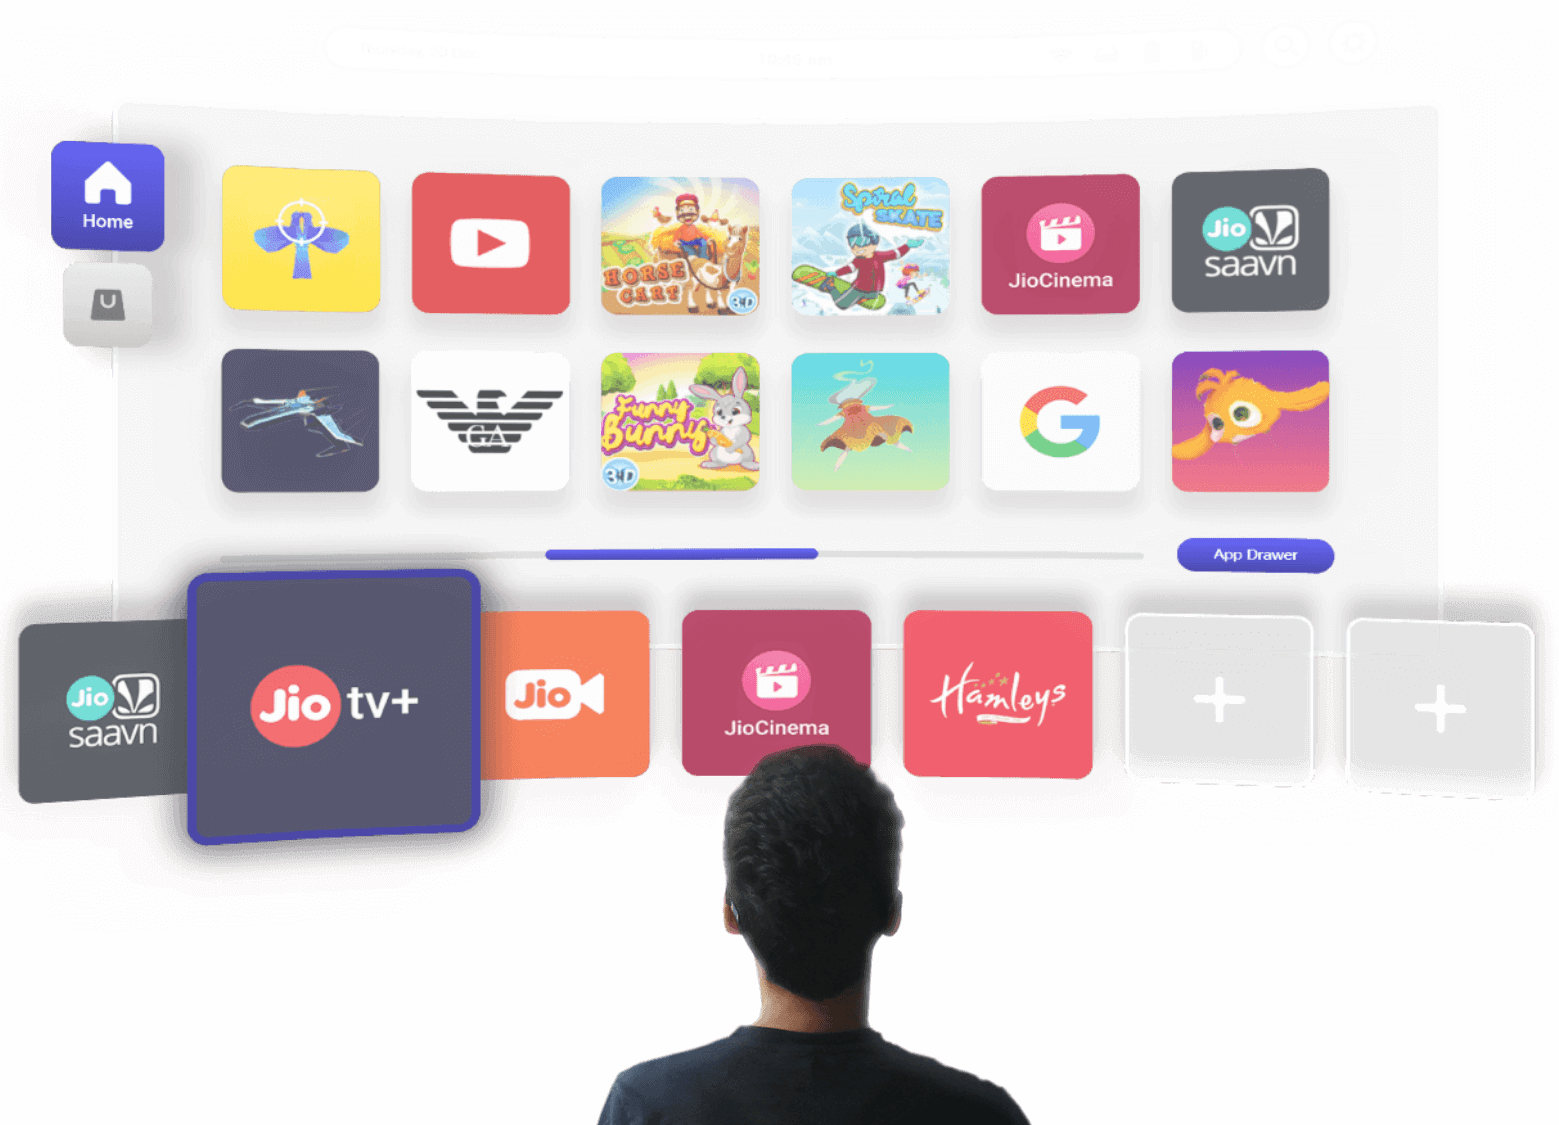 Home
Spiral
SKATE
HORSE
CART
3D
JioCinema
Jio
saavn
GA
Funny
Bunny
3D
G
App Drawer
Jio
saavn
Jio tv+
Jio
JioCinema
Hamleys